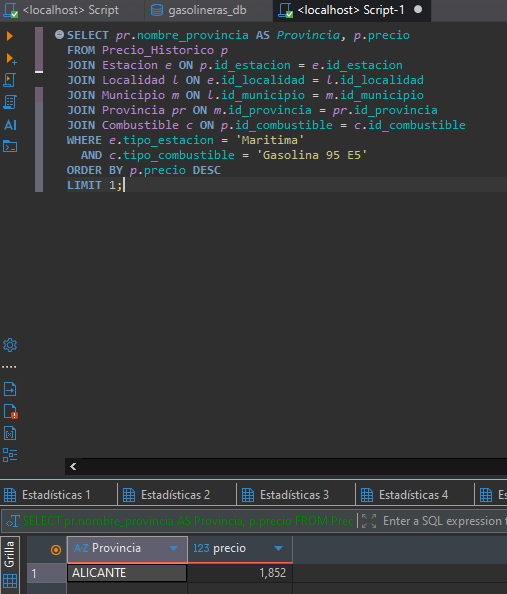 <localhost> Script
gasolineras_db
<localhost> Script-1
SELECT pr.nombre_provincia AS Provincia, p.precio
FROM Precio_Historico p
JOIN Estacion e ON p.id_estacion = e.id_estacion
JOIN Localidad l ON e.id_localidad = l.id_localidad
JOIN Municipio m ON l.id_municipio = m.id_municipio
JOIN Provincia pr ON m.id_provincia = pr.id_provincia
JOIN Combustible c ON p.id_combustible = c.id_combustible
WHERE e.tipo_estacion = 'Maritima'
AND c.tipo_combustible = 'Gasolina 95 E5'
ORDER BY p.precio DESC
LIMIT 1;
AI
Estadísticas 1
Estadísticas 2
Estadísticas 3
Estadísticas 4
Es
SELECT pr.nombre_provincia AS Provincia, p.precio FROM Prec
Enter a SQL expression t
Grilla
A-Z Provincia
123 precio
1
ALICANTE
1,852